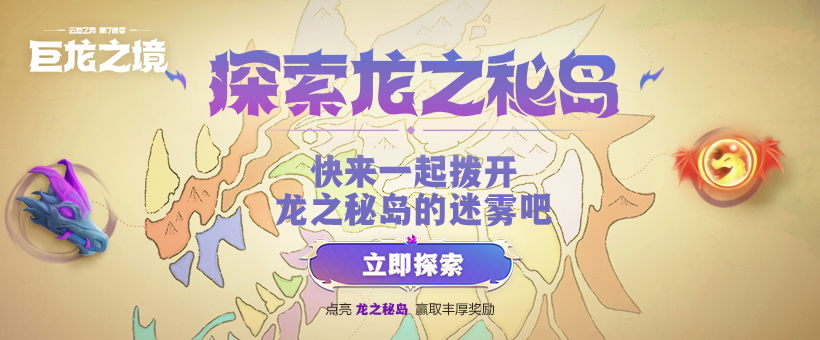 云顶之弈 第7赛季
巨龙之境
探索龙之秘岛
快来一起拨开
龙之秘岛的迷雾吧
立即探索
点亮 龙之秘岛 赢取丰厚奖励